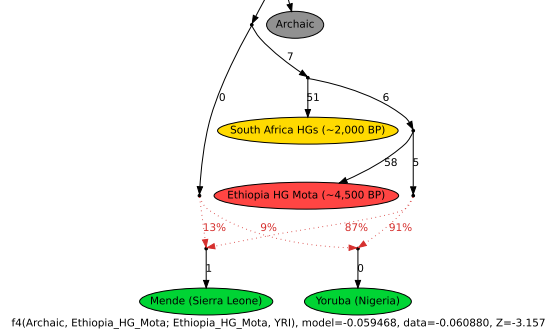 Archaic
7
0
51
6
South Africa HGs (~2,000 BP)
58
5
Ethiopia HG Mota (~4,500 BP)
13%
9%
87%
91%
1
0
Mende (Sierra Leone)
Yoruba (Nigeria)
f4(Archaic, Ethiopia_HG_Mota; Ethiopia_HG_Mota, YRI), model=-0.059468, data=-0.060880, Z=-3.157